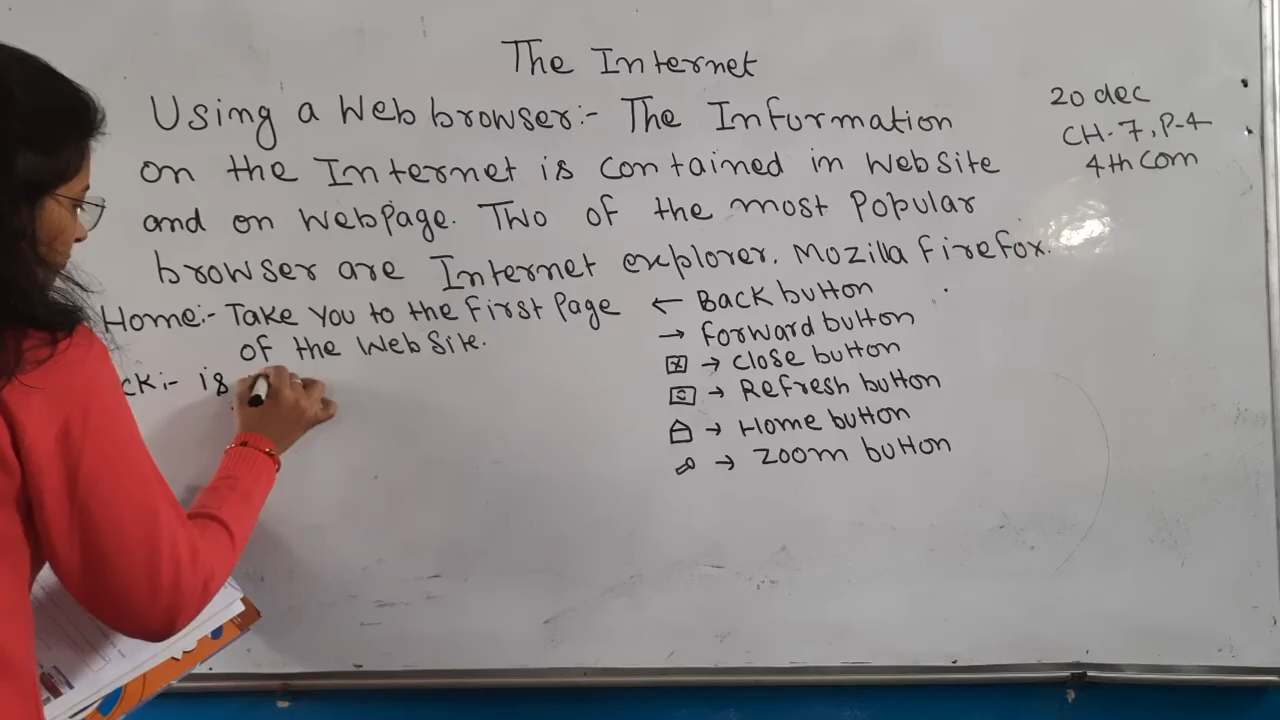 The Internet
20 dec
CH-7, P-4
4th Com
Using a Web browser:- The Information
on the Internet is contained in Website
and on Webpage. Two of the most Popular
browser are Internet explorer. Mozilla Firefox.
Home:- Take You to the First Page
of the Web Site.
ck:- is
← Back button
→ Forward button
→ Close button
→ Refresh button
→ Home button
→ Zoom button